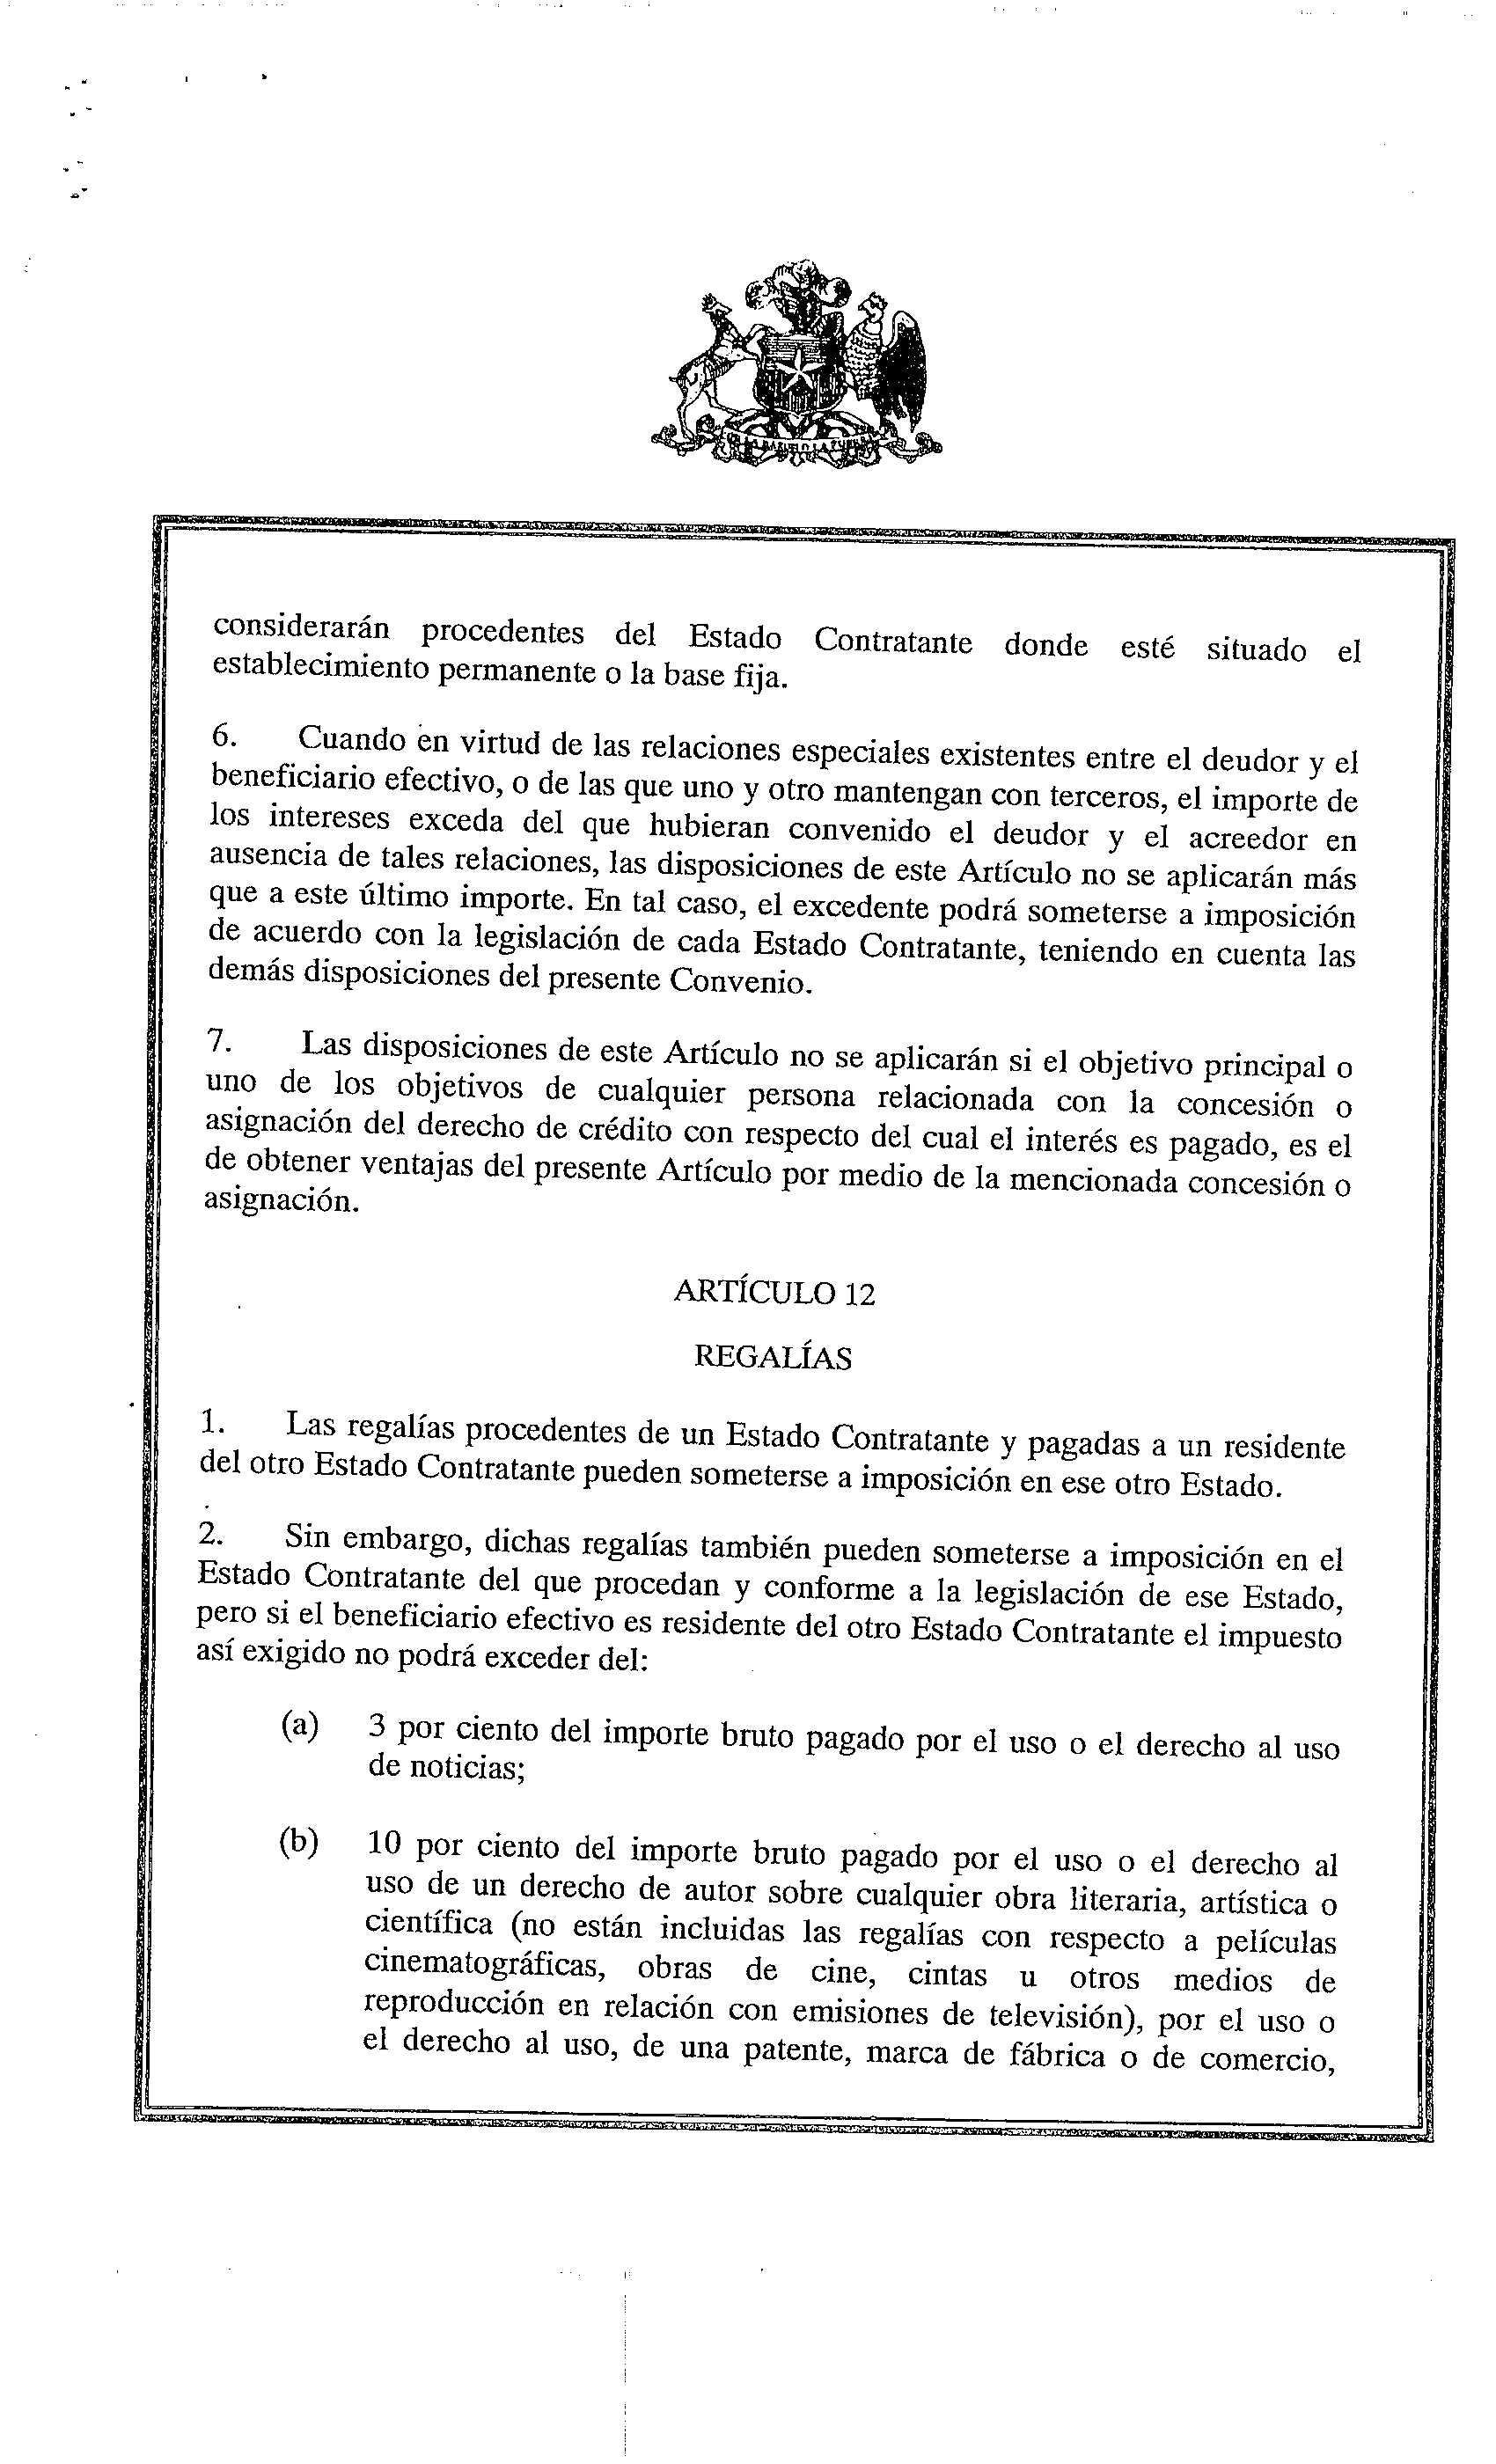 considerarán procedentes del Estado Contratante donde esté situado el
establecimiento permanente o la base fija.
6. Cuando en virtud de las relaciones especiales existentes entre el deudor y el
beneficiario efectivo, o de las que uno y otro mantengan con terceros, el importe de
los intereses exceda del que hubieran convenido el deudor y el acreedor en
ausencia de tales relaciones, las disposiciones de este Artículo no se aplicarán más
que a este último importe. En tal caso, el excedente podrá someterse a imposición
de acuerdo con la legislación de cada Estado Contratante, teniendo en cuenta las
demás disposiciones del presente Convenio.
7. Las disposiciones de este Artículo no se aplicarán si el objetivo principal o
uno de los objetivos de cualquier persona relacionada con la concesión o
asignación del derecho de crédito con respecto del cual el interés es pagado, es el
de obtener ventajas del presente Artículo por medio de la mencionada concesión o
asignación.
ARTÍCULO 12
REGALÍAS
1. Las regalías procedentes de un Estado Contratante y pagadas a un residente
del otro Estado Contratante pueden someterse a imposición en ese otro Estado.
2. Sin embargo, dichas regalías también pueden someterse a imposición en el
Estado Contratante del que procedan y conforme a la legislación de ese Estado,
pero si el beneficiario efectivo es residente del otro Estado Contratante el impuesto
así exigido no podrá exceder del:
(a) 3 por ciento del importe bruto pagado por el uso o el derecho al uso
de noticias;
(b) 10 por ciento del importe bruto pagado por el uso o el derecho al
uso de un derecho de autor sobre cualquier obra literaria, artística o
científica (no están incluidas las regalías con respecto a películas
cinematográficas, obras de cine, cintas u otros medios de
reproducción en relación con emisiones de televisión), por el uso o
el derecho al uso, de una patente, marca de fábrica o de comercio,